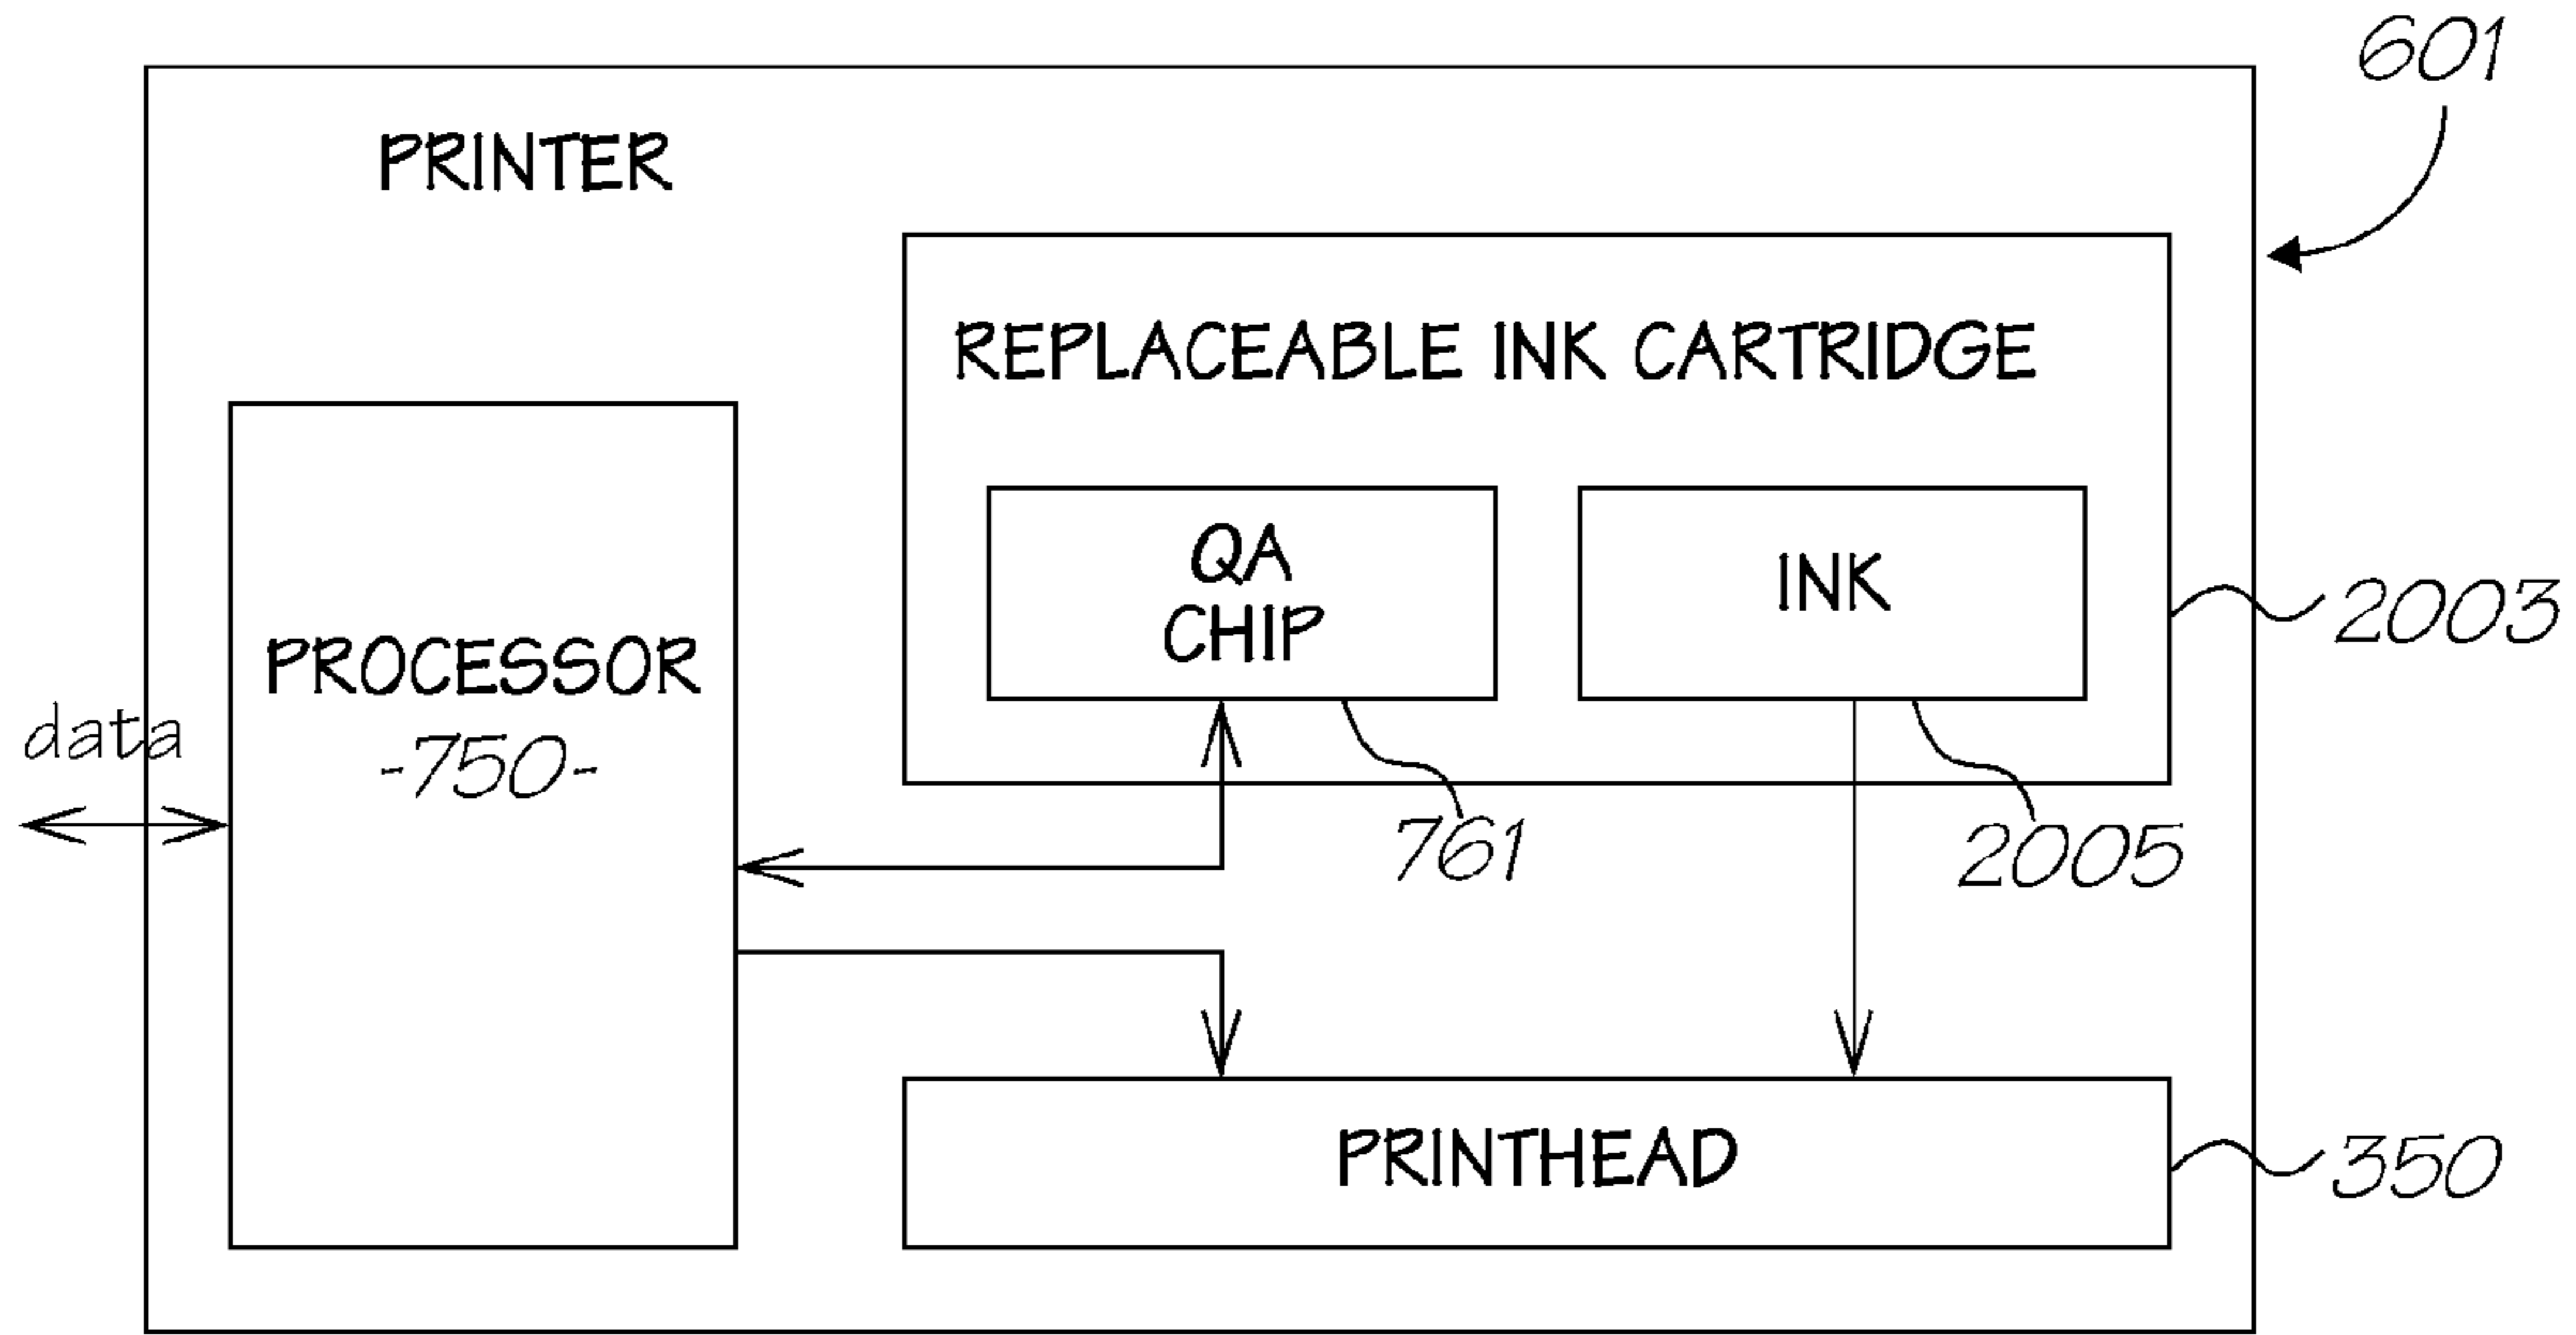 601
PRINTER
REPLACEABLE INK CARTRIDGE
QA
CHIP
INK
2003
PROCESSOR
-750-
data
761
2005
PRINTHEAD
350